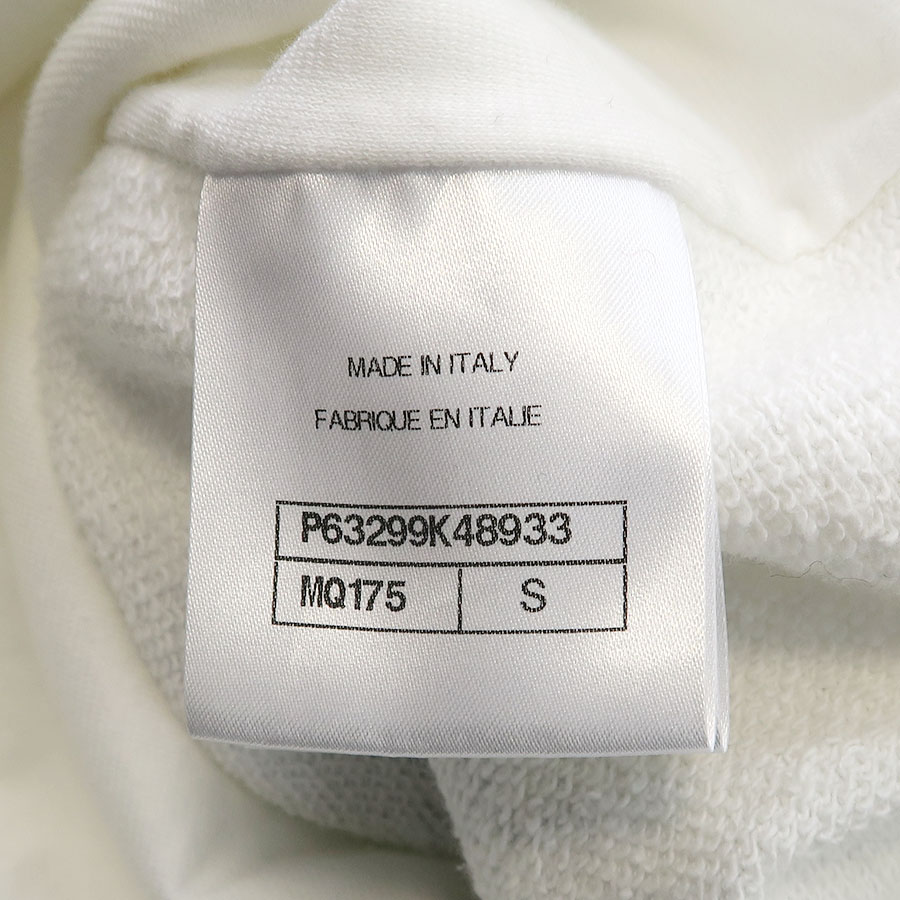 MADE IN ITALY
FABRIQUE EN ITALIE
P63299K48933
MQ175 S